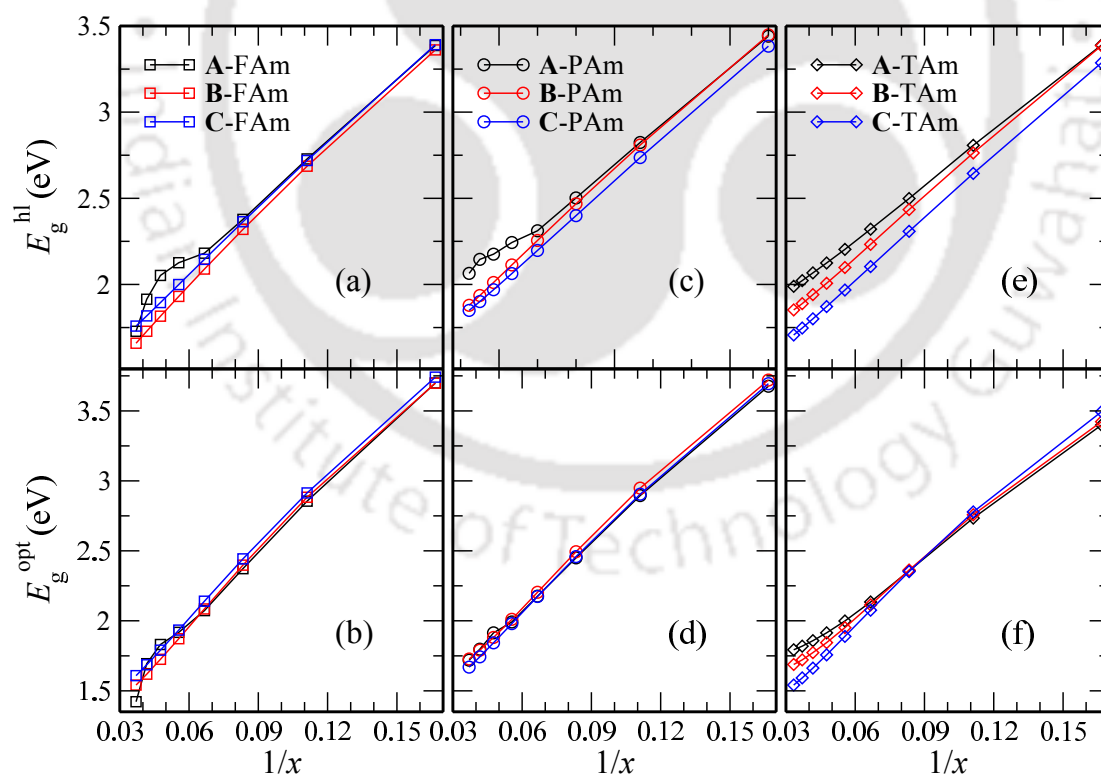 3.5
3
2.5
2
E_g^hl (eV)
A-FAm
B-FAm
C-FAm
(a)
A-PAm
B-PAm
C-PAm
(c)
A-TAm
B-TAm
C-TAm
(e)
3.5
3
2.5
2
1.5
E_g^opt (eV)
(b)
(d)
(f)
0.03 0.06 0.09 0.12 0.15
0.03 0.06 0.09 0.12 0.15
0.03 0.06 0.09 0.12 0.15
1/x
1/x
1/x
Indian Institute of Technology Guwahati